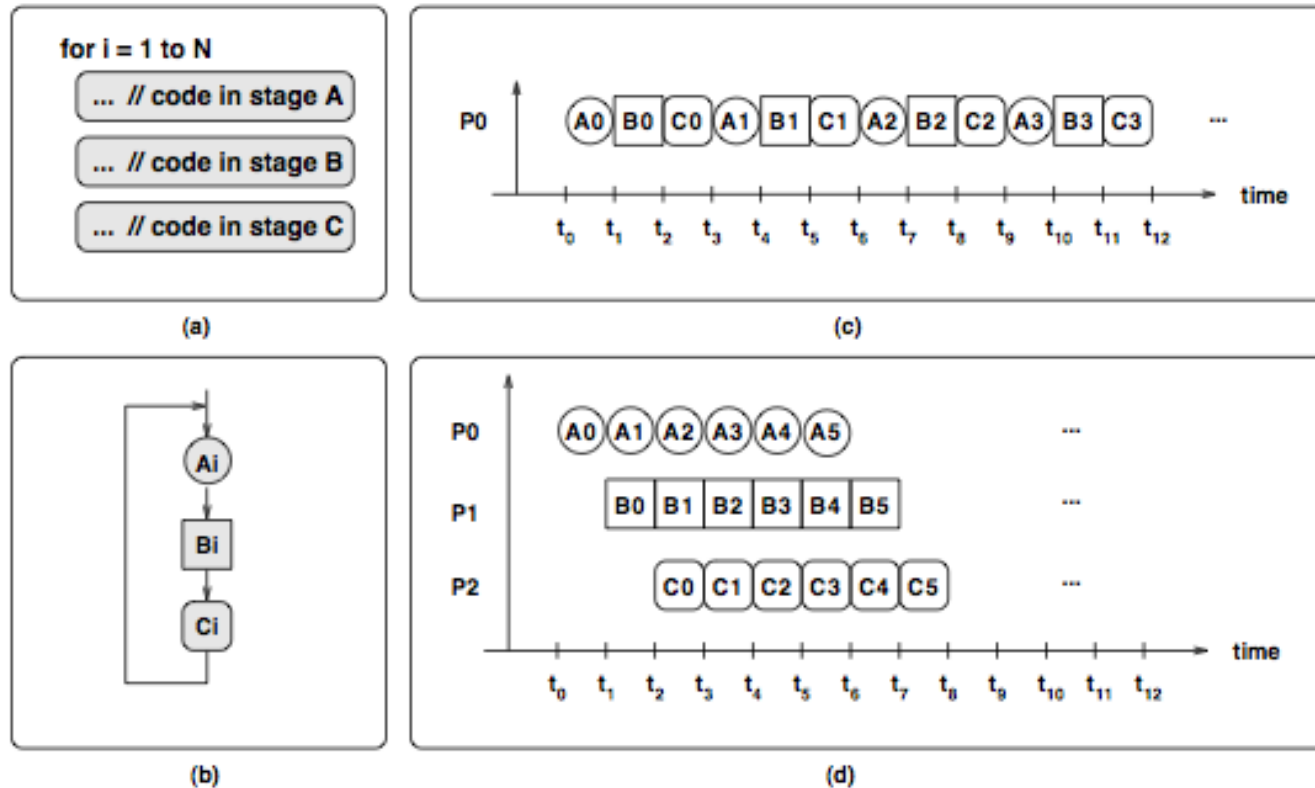 for i = 1 to N
... // code in stage A
... // code in stage B
... // code in stage C
(a)
P0 A0 B0 C0 A1 B1 C1 A2 B2 C2 A3 B3 C3 ...
time
t0 t1 t2 t3 t4 t5 t6 t7 t8 t9 t10 t11 t12
(c)
Ai
Bi
Ci
(b)
P0 A0 A1 A2 A3 A4 A5 ...
P1 B0 B1 B2 B3 B4 B5 ...
P2 C0 C1 C2 C3 C4 C5 ...
time
t0 t1 t2 t3 t4 t5 t6 t7 t8 t9 t10 t11 t12
(d)